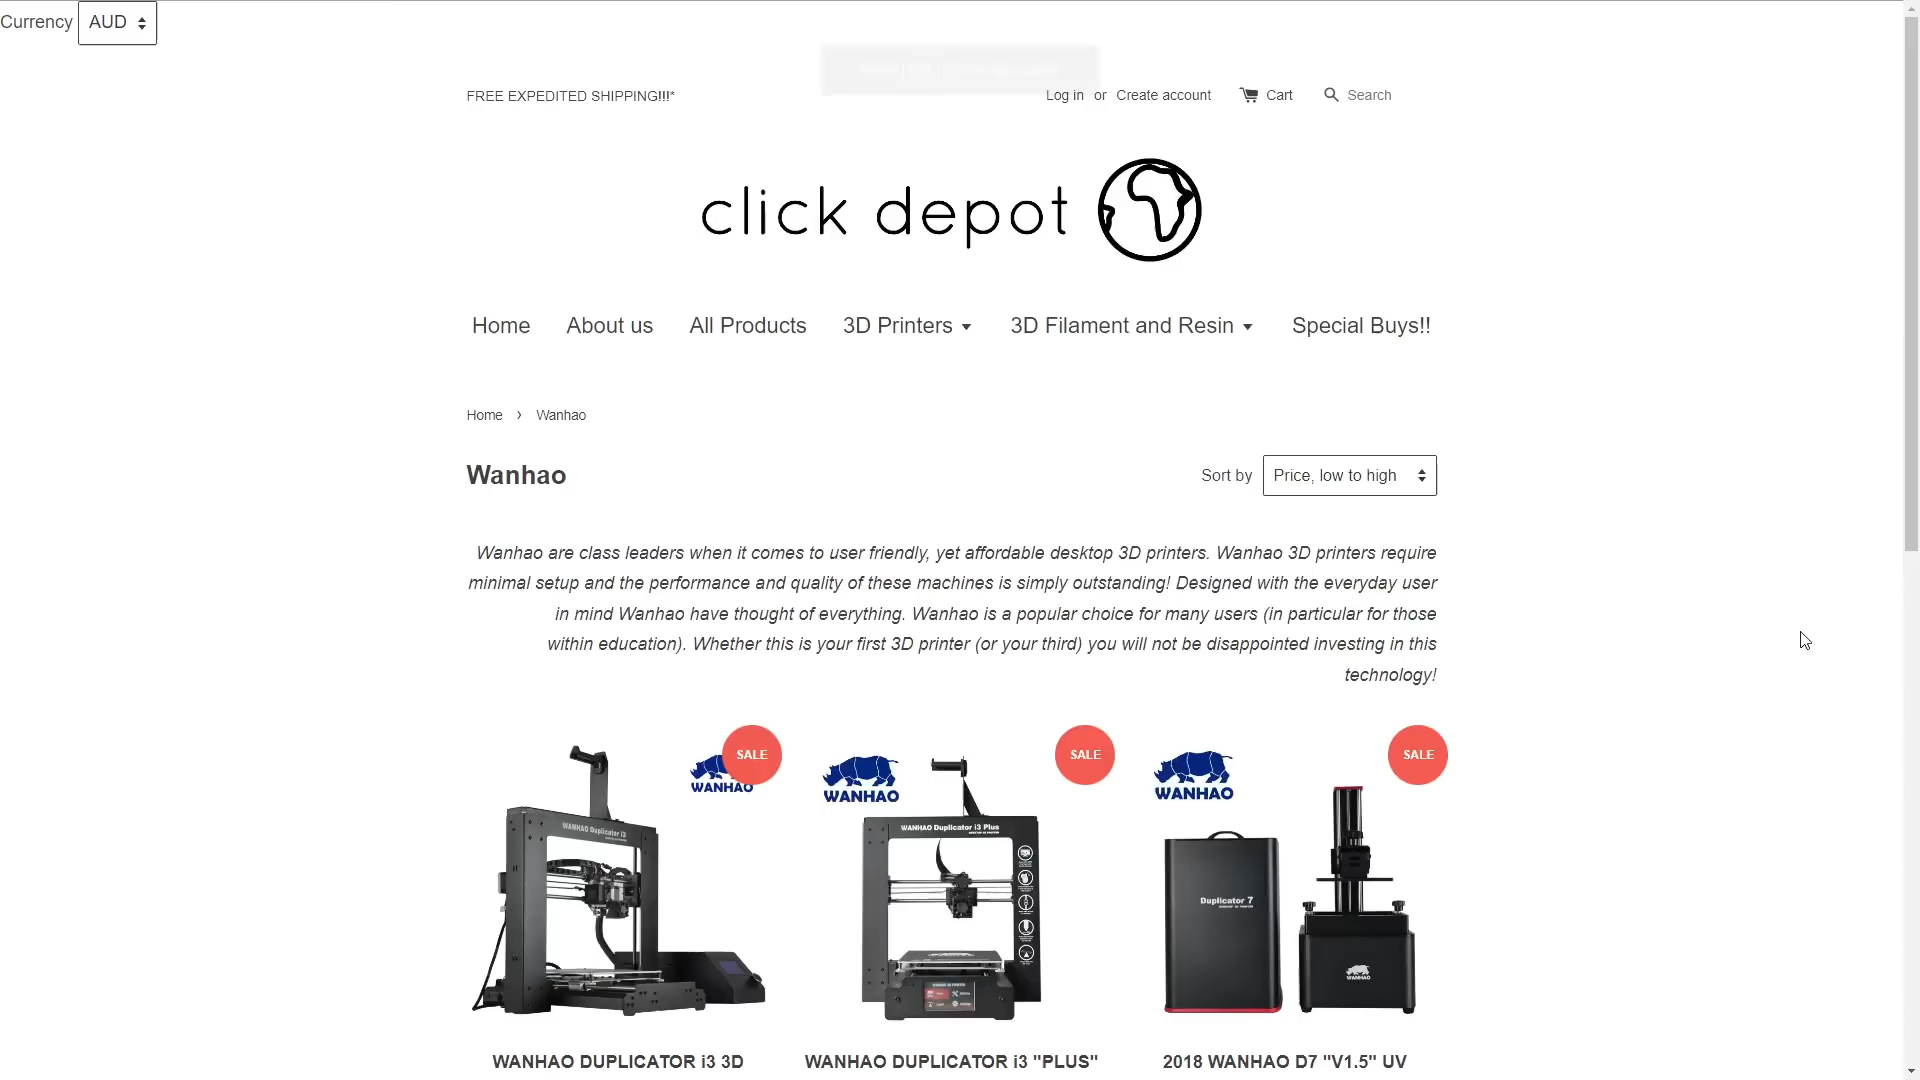 Currency AUD
FREE EXPEDITED SHIPPING!!!*
Log in or Create account Cart Search
click depot
Home About us All Products 3D Printers 3D Filament and Resin Special Buys!!
Home › Wanhao
Wanhao
Sort by Price, low to high
Wanhao are class leaders when it comes to user friendly, yet affordable desktop 3D printers. Wanhao 3D printers require
minimal setup and the performance and quality of these machines is simply outstanding! Designed with the everyday user
in mind Wanhao have thought of everything. Wanhao is a popular choice for many users (in particular for those
within education). Whether this is your first 3D printer (or your third) you will not be disappointed investing in this
technology!
SALE
WANHAO
WANHAO Duplicator i3
SALE
WANHAO
WANHAO Duplicator i3 Plus
SALE
WANHAO
Duplicator 7
WANHAO
WANHAO DUPLICATOR i3 3D
WANHAO DUPLICATOR i3 "PLUS"
2018 WANHAO D7 "V1.5" UV